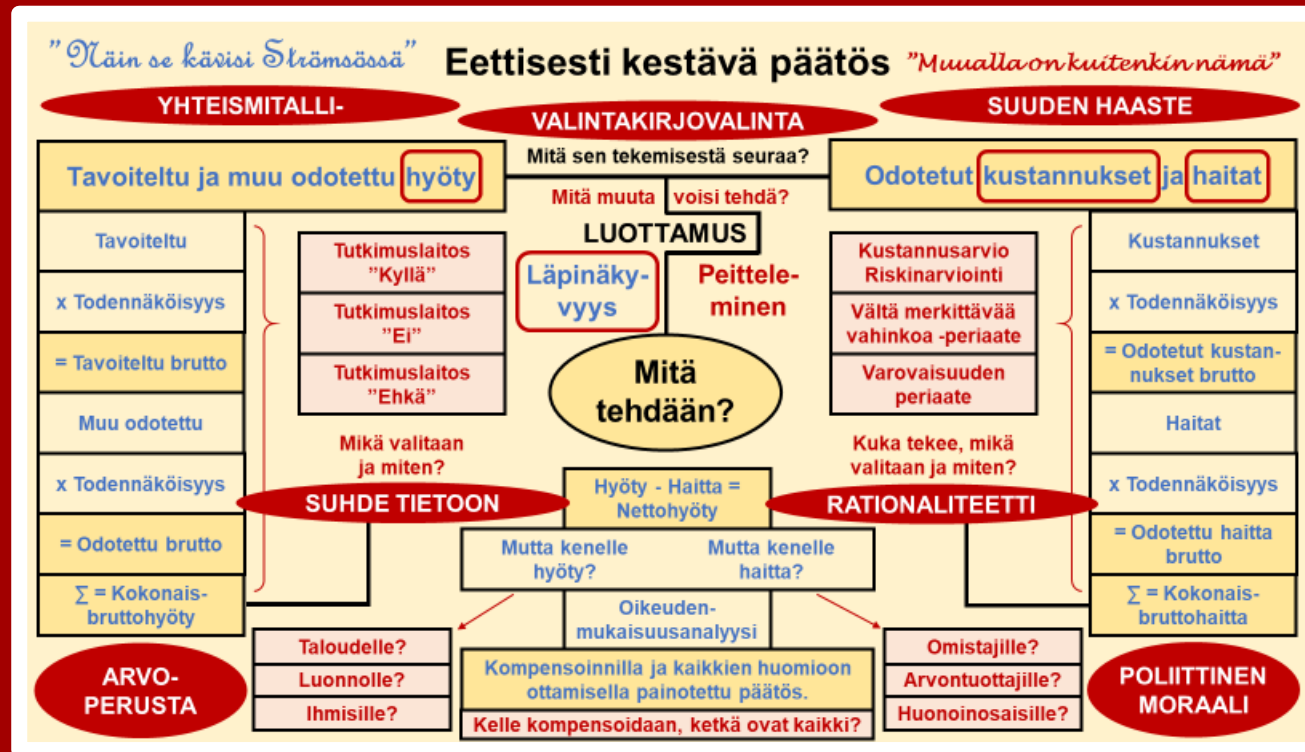 "Näin se kävisi Strömsössä"
Eettisesti kestävä päätös
"Muualla on kuitenkin nämä"
YHTEISMITALLI-
VALINTAKIRJOVALINTA
SUUDEN HAASTE
Tavoiteltu ja muu odotettu hyöty
Mitä sen tekemisestä seuraa?
Odotetut kustannukset ja haitat
Mitä muuta voisi tehdä?
LUOTTAMUS
Läpinäky-
vyys
Peittele-
minen
Mitä
tehdään?
Tavoiteltu
x Todennäköisyys
= Tavoiteltu brutto
Muu odotettu
x Todennäköisyys
= Odotettu brutto
∑ = Kokonais-
bruttohyöty
Tutkimuslaitos
"Kyllä"
Tutkimuslaitos
"Ei"
Tutkimuslaitos
"Ehkä"
Mikä valitaan
ja miten?
SUHDE TIETOON
Kustannusarvio
Riskinarviointi
Vältä merkittävää
vahinkoa -periaate
Varovaisuuden
periaate
Kuka tekee, mikä
valitaan ja miten?
RATIONALITEETTI
Kustannukset
x Todennäköisyys
= Odotetut kustan-
nukset brutto
Haitat
x Todennäköisyys
= Odotettu haitta
brutto
∑ = Kokonais-
bruttohaitta
Hyöty - Haitta =
Nettohyöty
Mutta kenelle
hyöty?
Mutta kenelle
haitta?
Oikeuden-
mukaisuusanalyysi
Kompensoinnilla ja kaikkien huomioon
ottamisella painotettu päätös.
Kelle kompensoidaan, ketkä ovat kaikki?
ARVO-
PERUSTA
Taloudelle?
Luonnolle?
Ihmisille?
Omistajille?
Arvontuottajille?
Huonoinosaisille?
POLIITTINEN
MORAALI